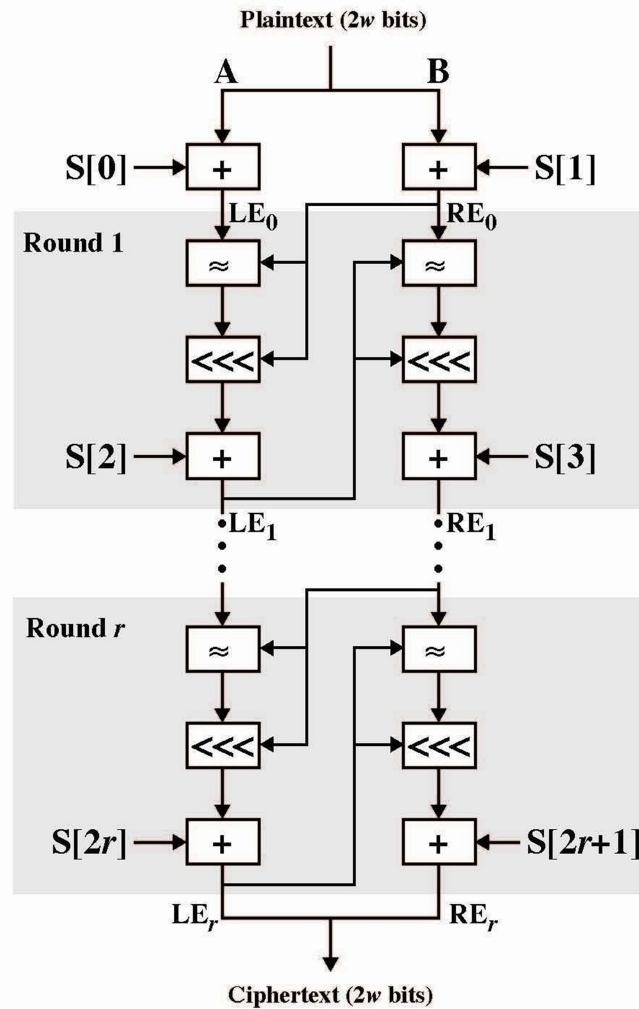 Plaintext (2w bits)
A B
S[0] + + S[1]
LE0 RE0
Round 1
≈ ≈
<<< <<<
S[2] + + S[3]
LE1 RE1
Round r
≈ ≈
<<< <<<
S[2r] + + S[2r+1]
LEr REr
Ciphertext (2w bits)